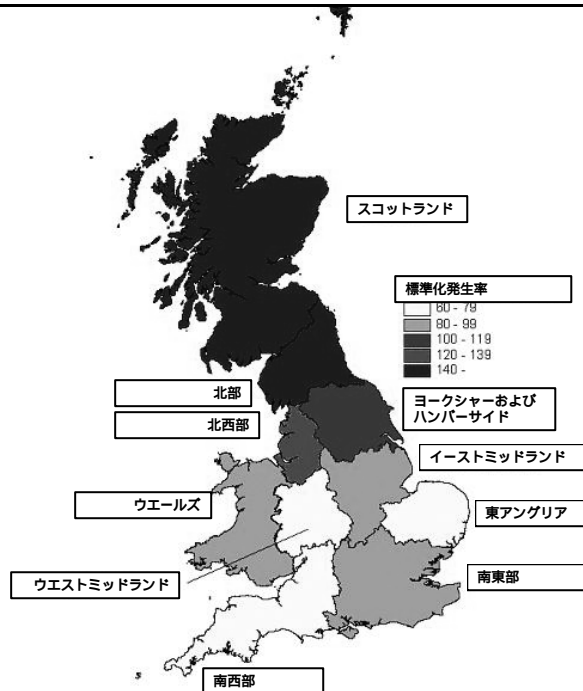 スコットランド
標準化発生率
60 - 79
80 - 99
100 - 119
120 - 139
140 -
北部
北西部
ヨークシャーおよび
ハンバーサイド
イーストミッドランド
ウエールズ
東アングリア
ウエストミッドランド
南東部
南西部
s